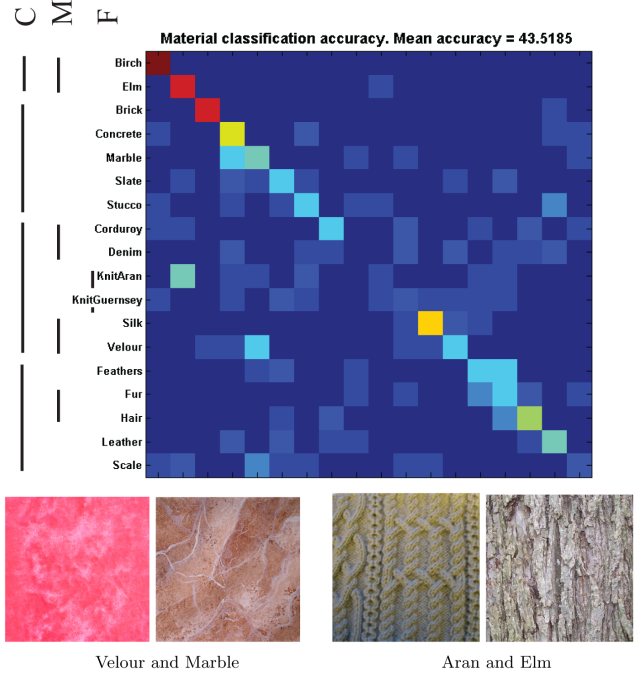 C M F
Material classification accuracy. Mean accuracy = 43.5185
Birch
Elm
Brick
Concrete
Marble
Slate
Stucco
Corduroy
Denim
KnitAran
KnitGuernsey
Silk
Velour
Feathers
Fur
Hair
Leather
Scale
Velour and Marble
Aran and Elm